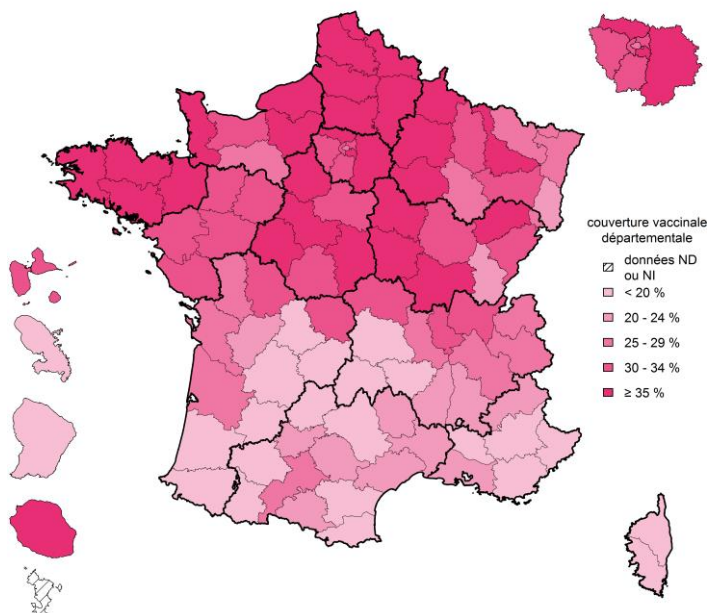 couverture vaccinale
départementale
données ND
ou NI
< 20 %
20 - 24 %
25 - 29 %
30 - 34 %
≥ 35 %